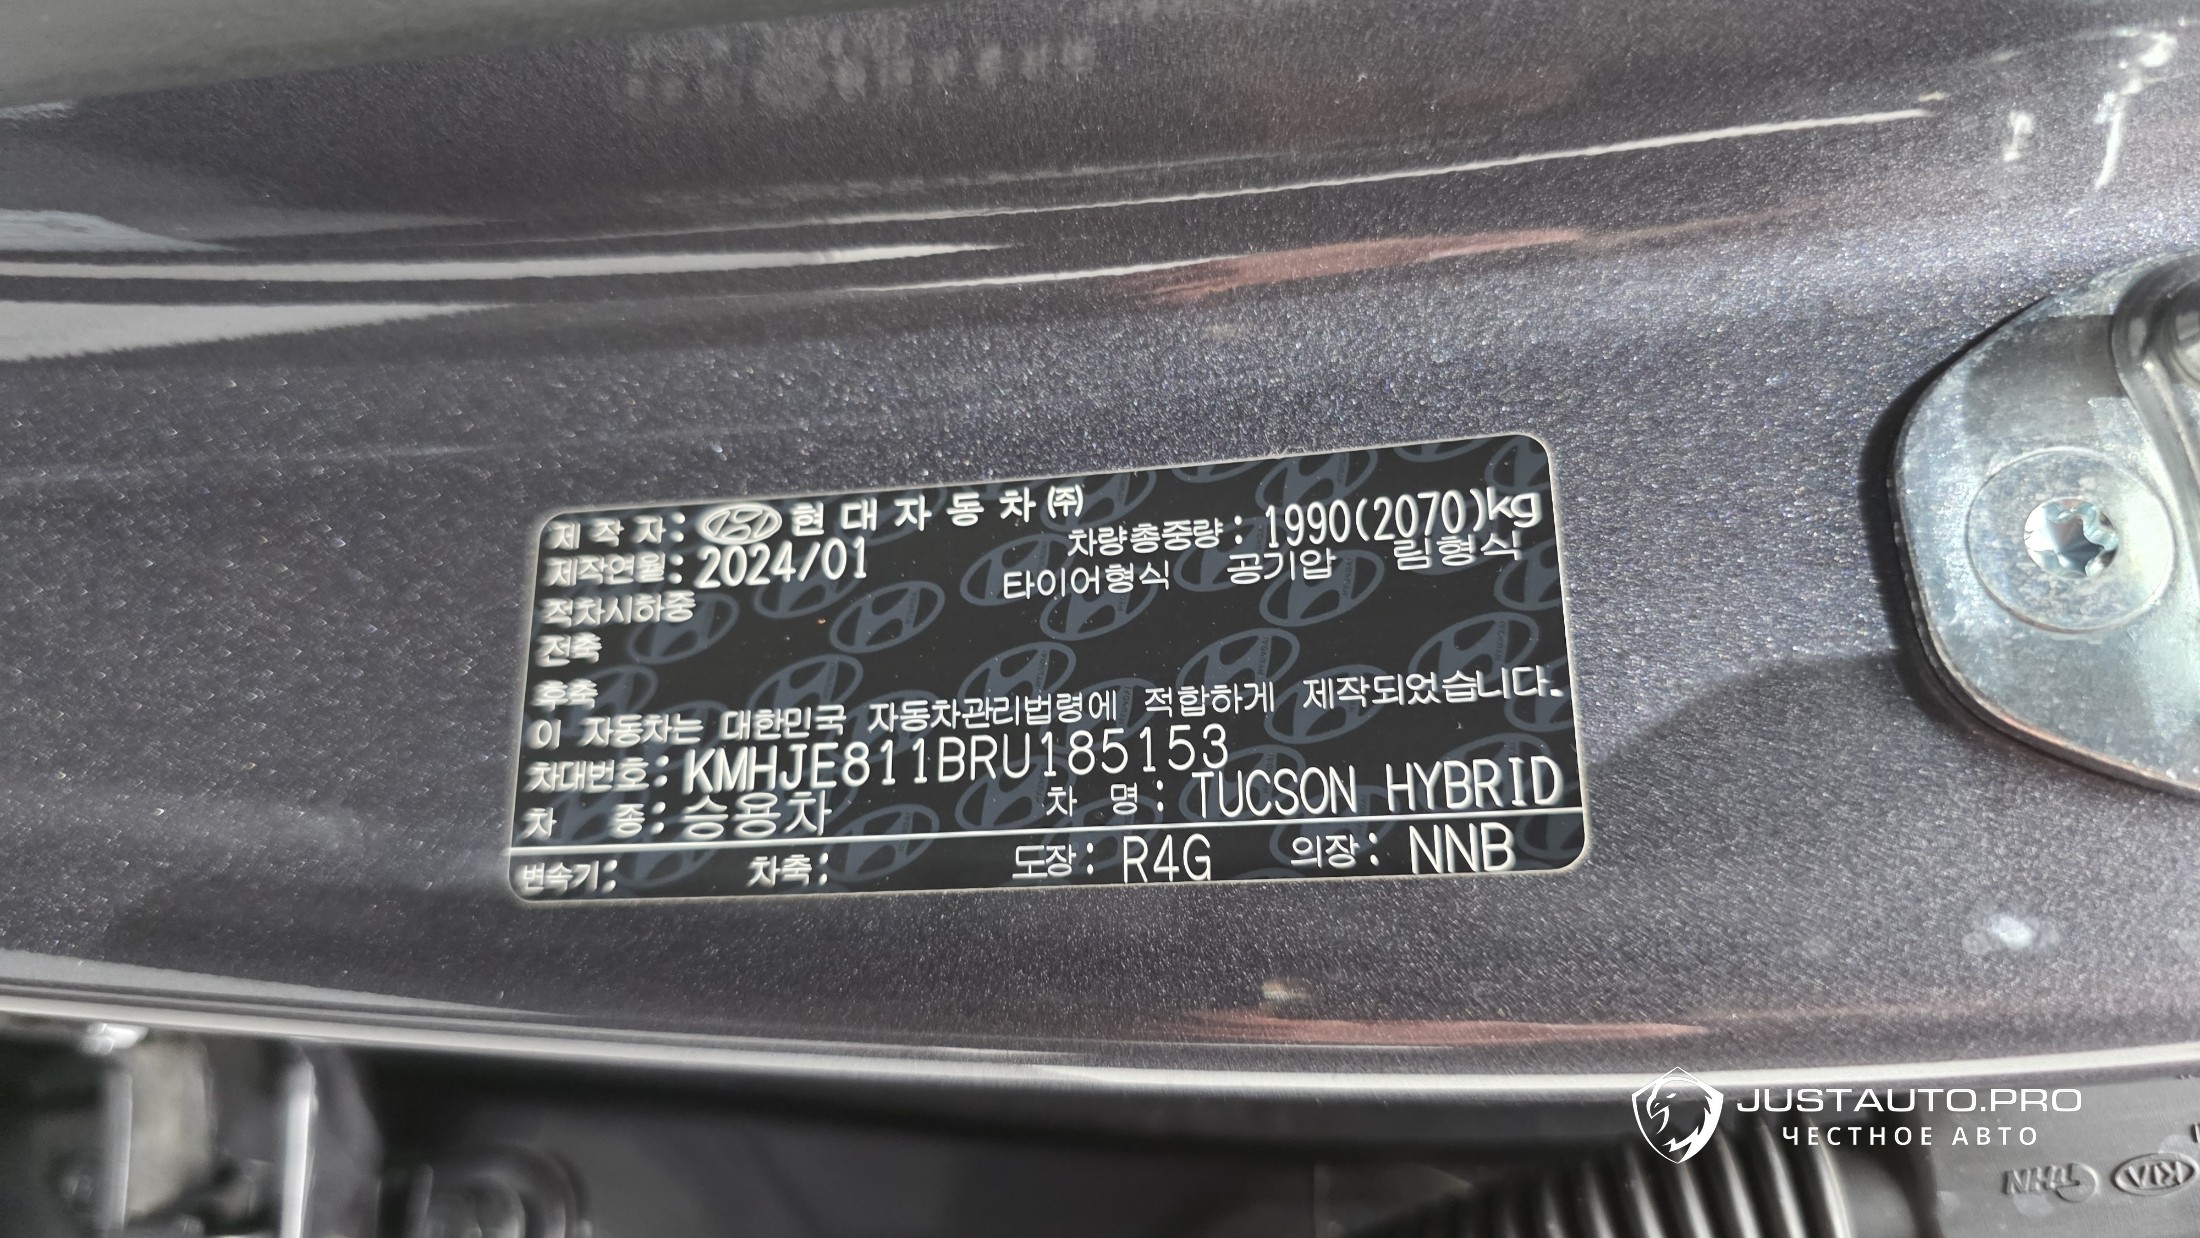 제 작 자 : 현 대 자 동 차 ㈜
차량총중량 : 1990(2070)kg
제작연월 : 2024/01
타이어형식 공기압 림형식
적차시하중
전축
후축
이 자동차는 대한민국 자동차관리법령에 적합하게 제작되었습니다.
차대번호 : KMHJE811BRU185153
차 종 : 승용차 차 명 : TUCSON HYBRID
변속기 : 차축 : 도장 : R4G 의장 : NNB
JUSTAUTO.PRO
ЧЕСТНОЕ АВТО
KIA